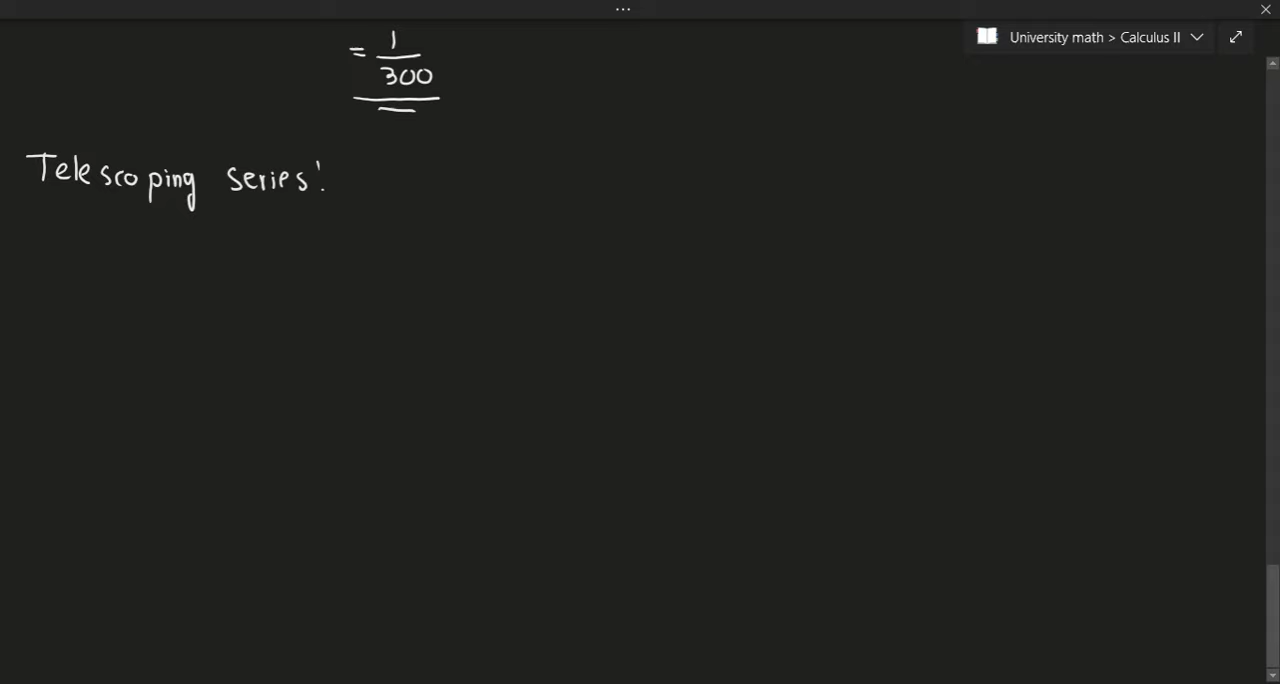 ...
University math > Calculus II
= 1/300
Telescoping series: